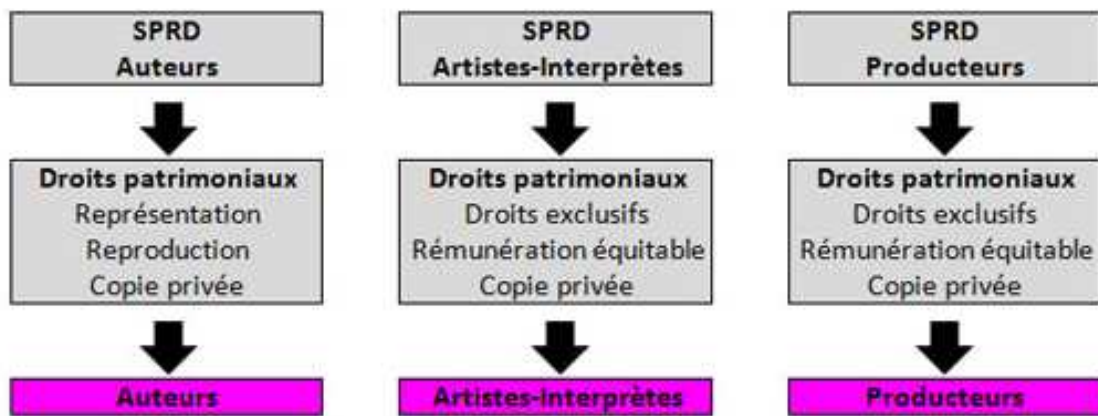 SPRD
Auteurs
SPRD
Artistes-Interprètes
SPRD
Producteurs
Droits patrimoniaux
Représentation
Reproduction
Copie privée
Droits patrimoniaux
Droits exclusifs
Rémunération équitable
Copie privée
Droits patrimoniaux
Droits exclusifs
Rémunération équitable
Copie privée
Auteurs
Artistes-Interprètes
Producteurs